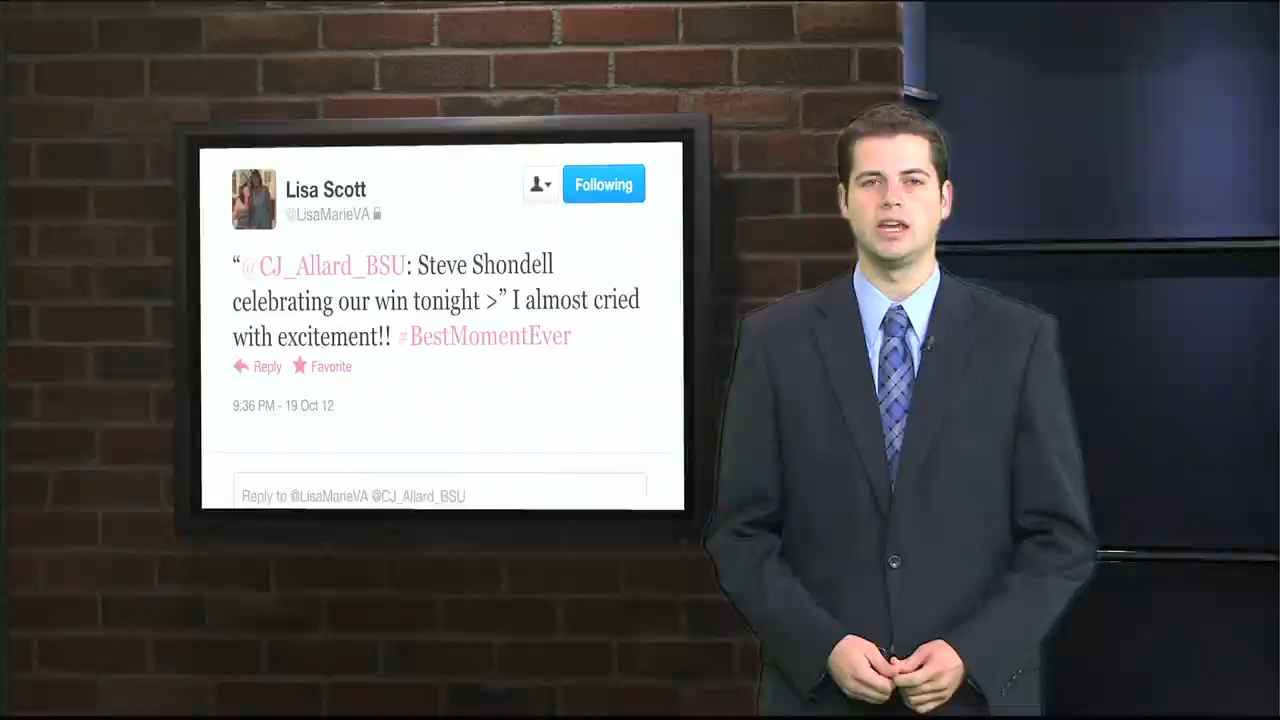 Lisa Scott
Following
@LisaMarieVA
“@CJ_Allard_BSU: Steve Shondell
celebrating our win tonight >” I almost cried
with excitement!! #BestMomentEver
Reply Favorite
9:36 PM - 19 Oct 12
Reply to @LisaMarieVA @CJ_Allard_BSU